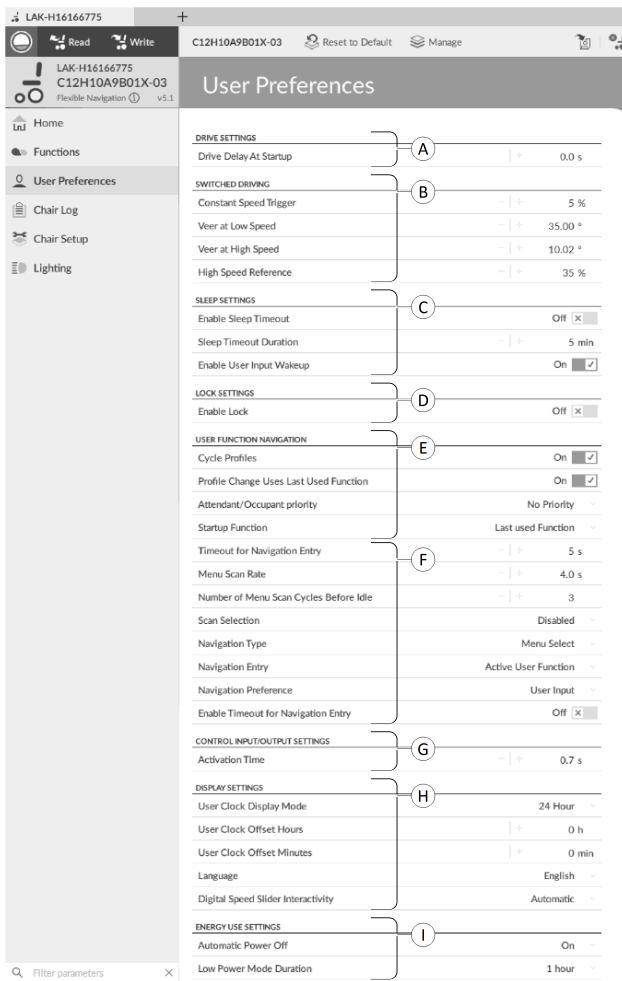 LAK-H16166775 +
Read Write C12H10A9B01X-03 Reset to Default Manage
LAK-H16166775
C12H10A9B01X-03
Flexible Navigation v5.1
User Preferences
Home
Functions
User Preferences
Chair Log
Chair Setup
Lighting
DRIVE SETTINGS
A
Drive Delay At Startup + 0.0 s
SWITCHED DRIVING
B
Constant Speed Trigger - + 5 %
Veer at Low Speed - + 35.00 °
Veer at High Speed - + 10.02 °
High Speed Reference - + 35 %
SLEEP SETTINGS
C
Enable Sleep Timeout Off
Sleep Timeout Duration - + 5 min
Enable User Input Wakeup On
LOCK SETTINGS
D
Enable Lock Off
USER FUNCTION NAVIGATION
E
Cycle Profiles On
Profile Change Uses Last Used Function On
Attendant/Occupant priority No Priority
Startup Function Last used Function
Timeout for Navigation Entry - + 5 s
F
Menu Scan Rate - + 4.0 s
Number of Menu Scan Cycles Before Idle - + 3
Scan Selection Disabled
Navigation Type Menu Select
Navigation Entry Active User Function
Navigation Preference User Input
Enable Timeout for Navigation Entry Off
CONTROL INPUT/OUTPUT SETTINGS
G
Activation Time - + 0.7 s
DISPLAY SETTINGS
H
User Clock Display Mode 24 Hour
User Clock Offset Hours + 0 h
User Clock Offset Minutes + 0 min
Language English
Digital Speed Slider Interactivity Automatic
ENERGY USE SETTINGS
I
Automatic Power Off On
Low Power Mode Duration 1 hour
Filter parameters